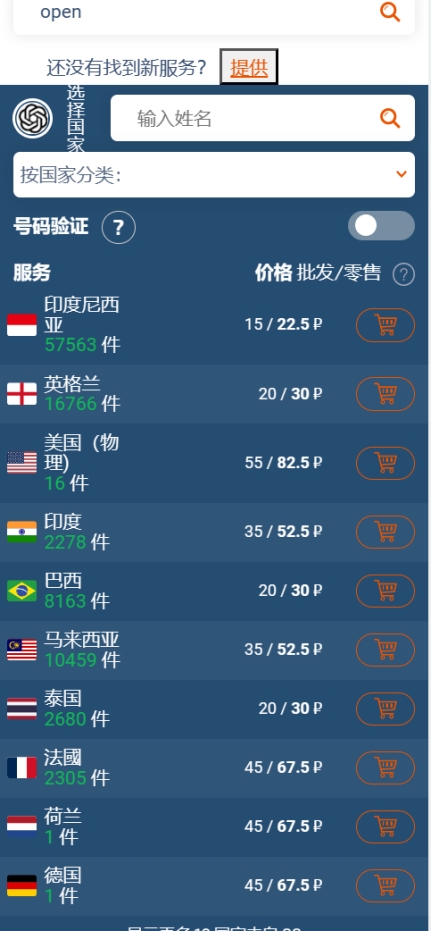 open
还没有找到新服务？ 提供
选择国家
输入姓名
按国家分类：
号码验证 ?
服务 价格 批发/零售 ?
印度尼西
亚
57563 件
15 / 22.5 ₽
英格兰
16766 件
20 / 30 ₽
美国（物
理)
16 件
55 / 82.5 ₽
印度
2278 件
35 / 52.5 ₽
巴西
8163 件
20 / 30 ₽
马来西亚
10459 件
35 / 52.5 ₽
泰国
2680 件
20 / 30 ₽
法國
2305 件
45 / 67.5 ₽
荷兰
1 件
45 / 67.5 ₽
德国
1 件
45 / 67.5 ₽